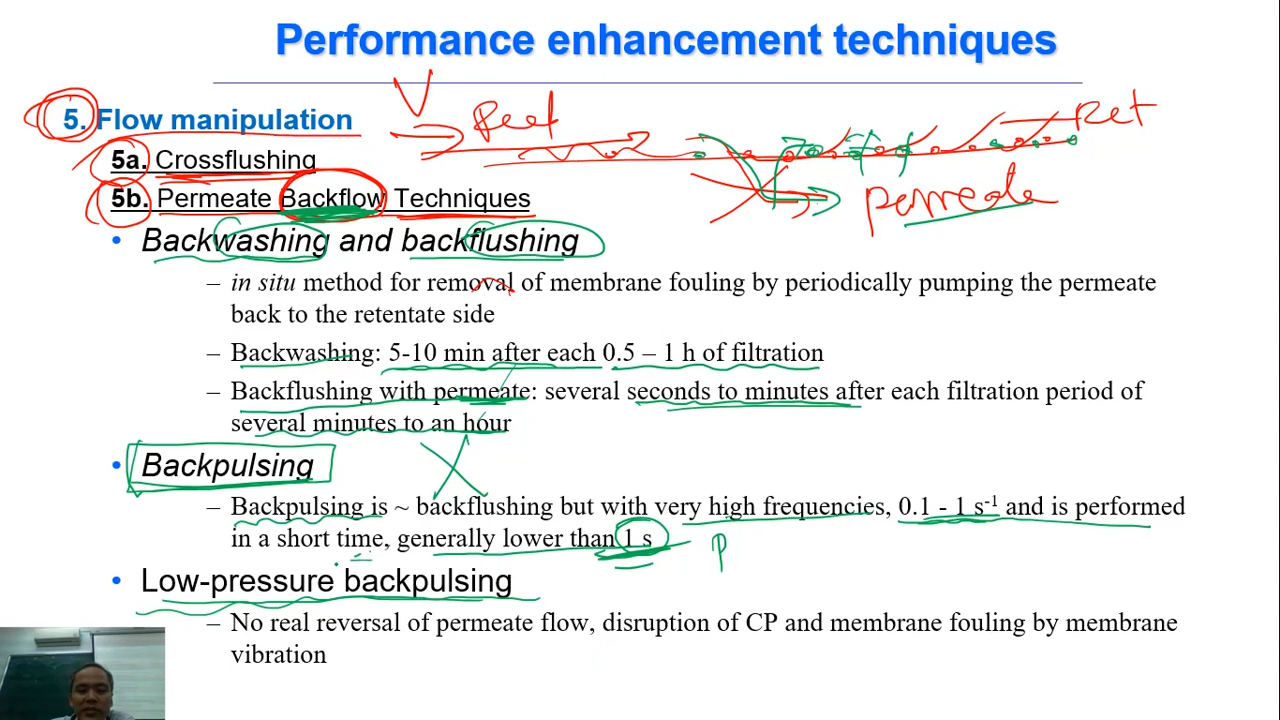 Performance enhancement techniques
5. Flow manipulation
Feet
Ret
5a. Crossflushing
5b. Permeate Backflow Techniques
permeate
• Backwashing and backflushing
– in situ method for removal of membrane fouling by periodically pumping the permeate
back to the retentate side
– Backwashing: 5-10 min after each 0.5 – 1 h of filtration
– Backflushing with permeate: several seconds to minutes after each filtration period of
several minutes to an hour
• Backpulsing
– Backpulsing is ~ backflushing but with very high frequencies, 0.1 - 1 s-1 and is performed
in a short time, generally lower than 1 s
p
• Low-pressure backpulsing
– No real reversal of permeate flow, disruption of CP and membrane fouling by membrane
vibration